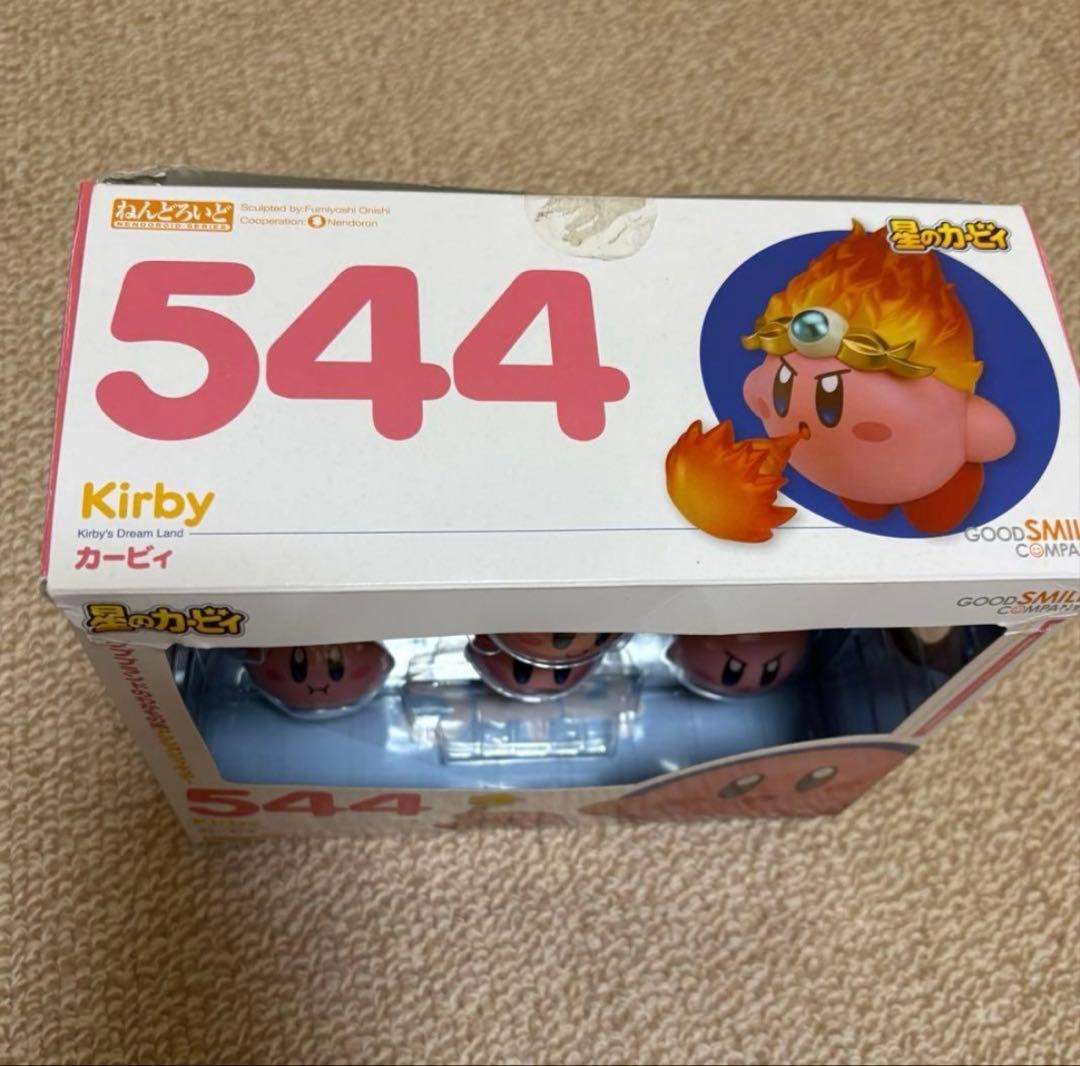 ねんどろいど
NENDOROID SERIES
Sculpted by:Fumiyoshi Onishi
Cooperation: Nendoron
星のカービィ
544
Kirby
Kirby's Dream Land
カービィ
GOOD SMIL
COMPA
星のカービィ
GOOD SMILE
COMPANY
544